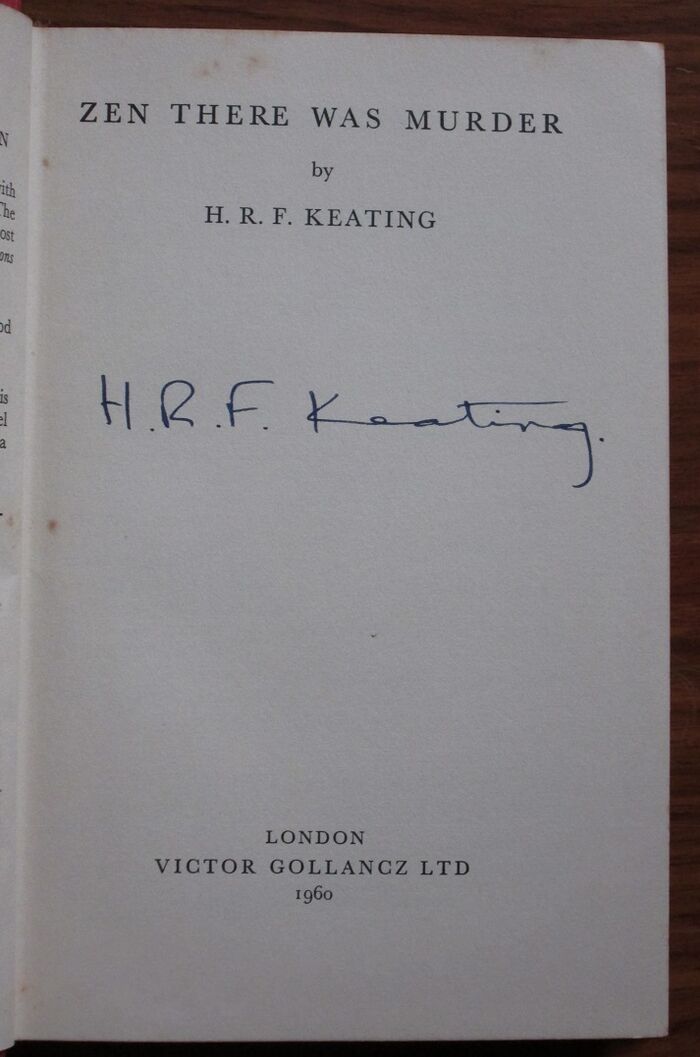 ZEN THERE WAS MURDER
by
H. R. F. KEATING
H.R.F. Keating.
LONDON
VICTOR GOLLANCZ LTD
1960